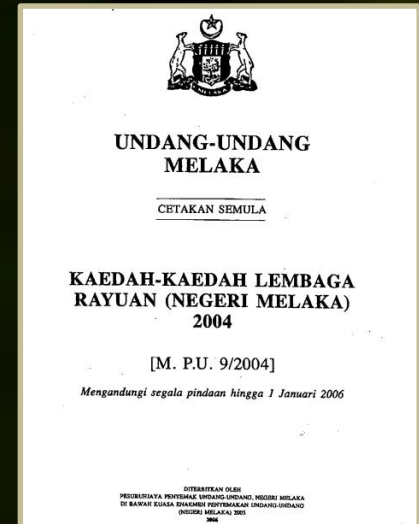 MELAKA
UNDANG-UNDANG
MELAKA
CETAKAN SEMULA
KAEDAH-KAEDAH LEMBAGA
RAYUAN (NEGERI MELAKA)
2004
[M. P.U. 9/2004]
Mengandungi segala pindaan hingga 1 Januari 2006
DITERBITKAN OLEH
PESURUHJAYA PENYEMAK UNDANG-UNDANG, NEGERI MELAKA
DI BAWAH KUASA ENAKMEN PENYEMAKAN UNDANG-UNDANG
(NEGERI MELAKA) 2005
2006